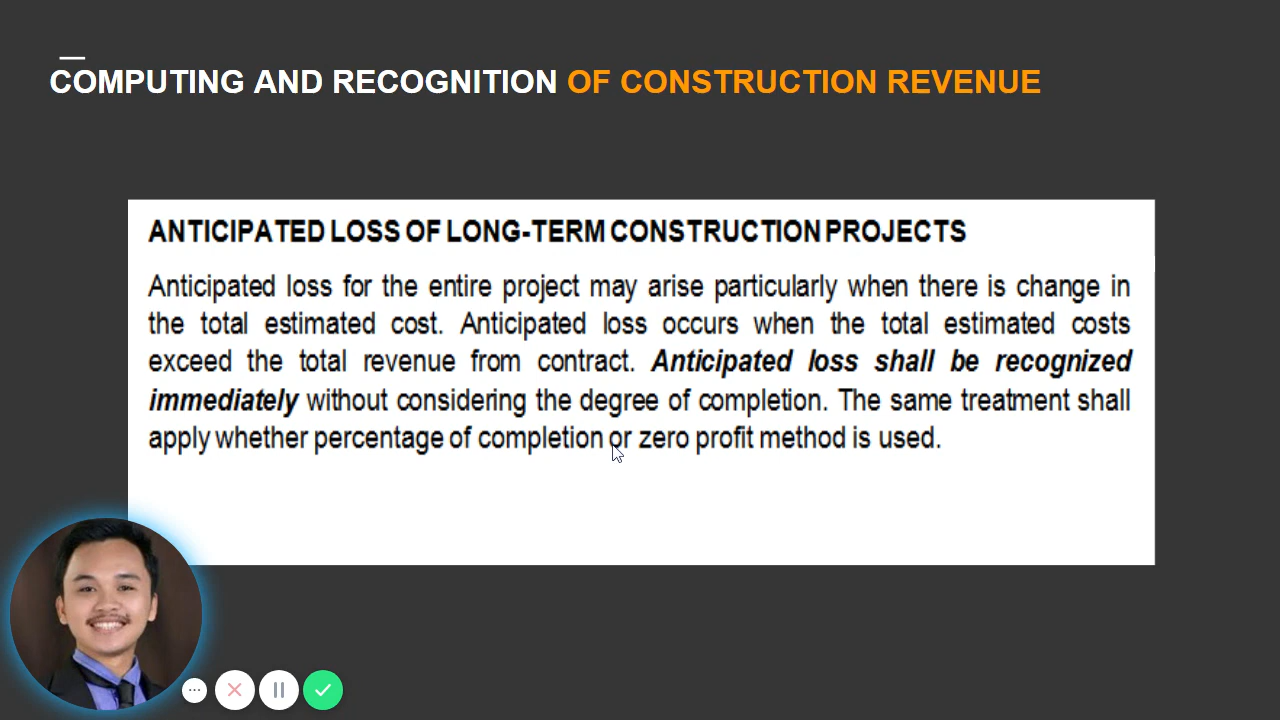 COMPUTING AND RECOGNITION OF CONSTRUCTION REVENUE
ANTICIPATED LOSS OF LONG-TERM CONSTRUCTION PROJECTS
Anticipated loss for the entire project may arise particularly when there is change in
the total estimated cost. Anticipated loss occurs when the total estimated costs
exceed the total revenue from contract. Anticipated loss shall be recognized
immediately without considering the degree of completion. The same treatment shall
apply whether percentage of completion or zero profit method is used.